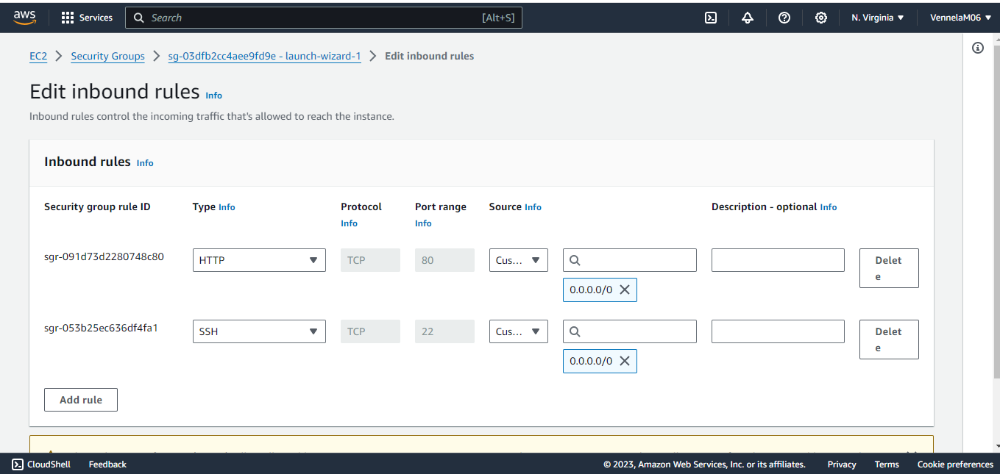 aws Services Search [Alt+S] N. Virginia VennelaM06
EC2 Security Groups sg-03dfb2cc4aee9fd9e - launch-wizard-1 Edit inbound rules
Edit inbound rules Info
Inbound rules control the incoming traffic that's allowed to reach the instance.
Inbound rules Info
Security group rule ID Type Info Protocol Port range Source Info Description - optional Info
Info Info
sgr-091d73d2280748c80 HTTP TCP 80 Cus... Delet
e
0.0.0.0/0
sgr-053b25ec636df4fa1 SSH TCP 22 Cus... Delet
e
0.0.0.0/0
Add rule
CloudShell Feedback © 2023, Amazon Web Services, Inc. or its affiliates. Privacy Terms Cookie preferences